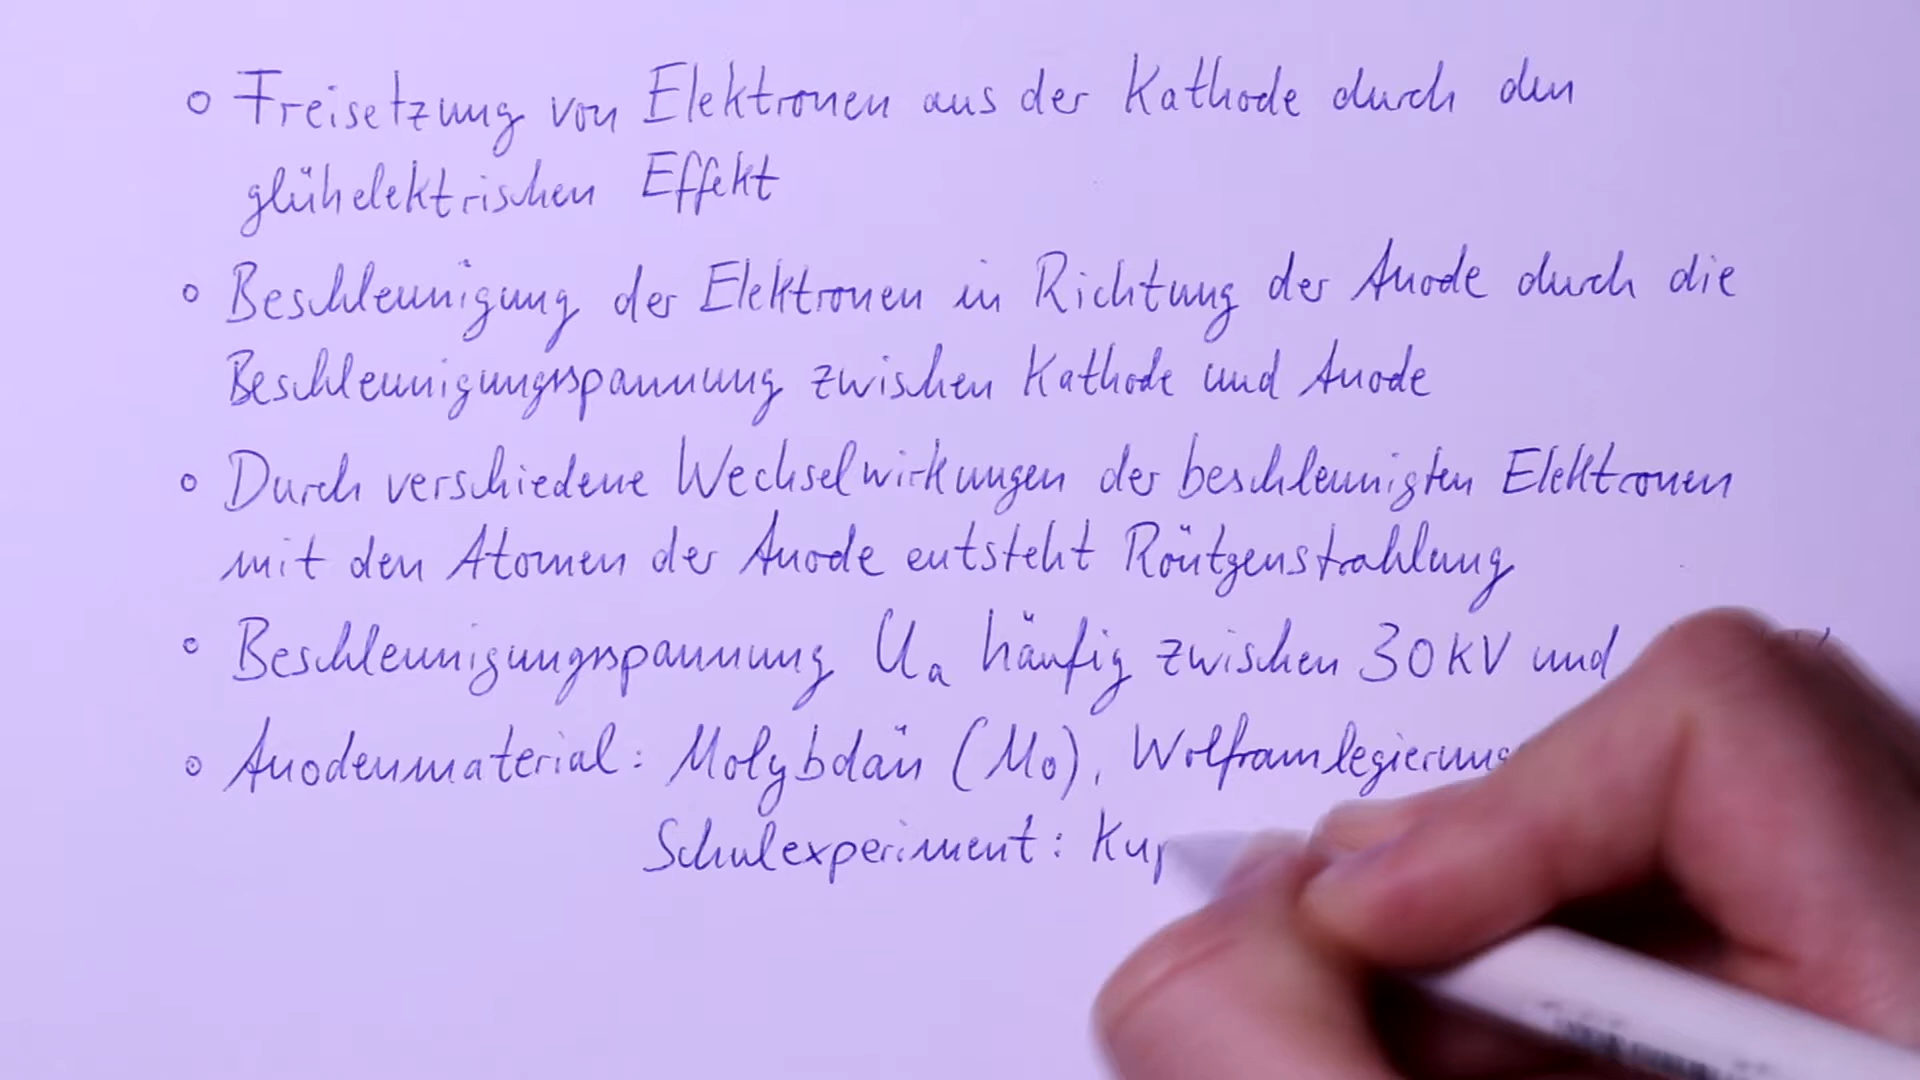 ◦ Freisetzung von Elektronen aus der Kathode durch den
glühelektrischen Effekt
◦ Beschleunigung der Elektronen in Richtung der Anode durch die
Beschleunigungsspannung zwischen Kathode und Anode
◦ Durch verschiedene Wechselwirkungen der beschleunigten Elektronen
mit den Atomen der Anode entsteht Röntgenstrahlung
◦ Beschleunigungsspannung Ua häufig zwischen 30 kV und
◦ Anodenmaterial: Molybdän (Mo), Wolframlegierung
Schulexperiment: Kup